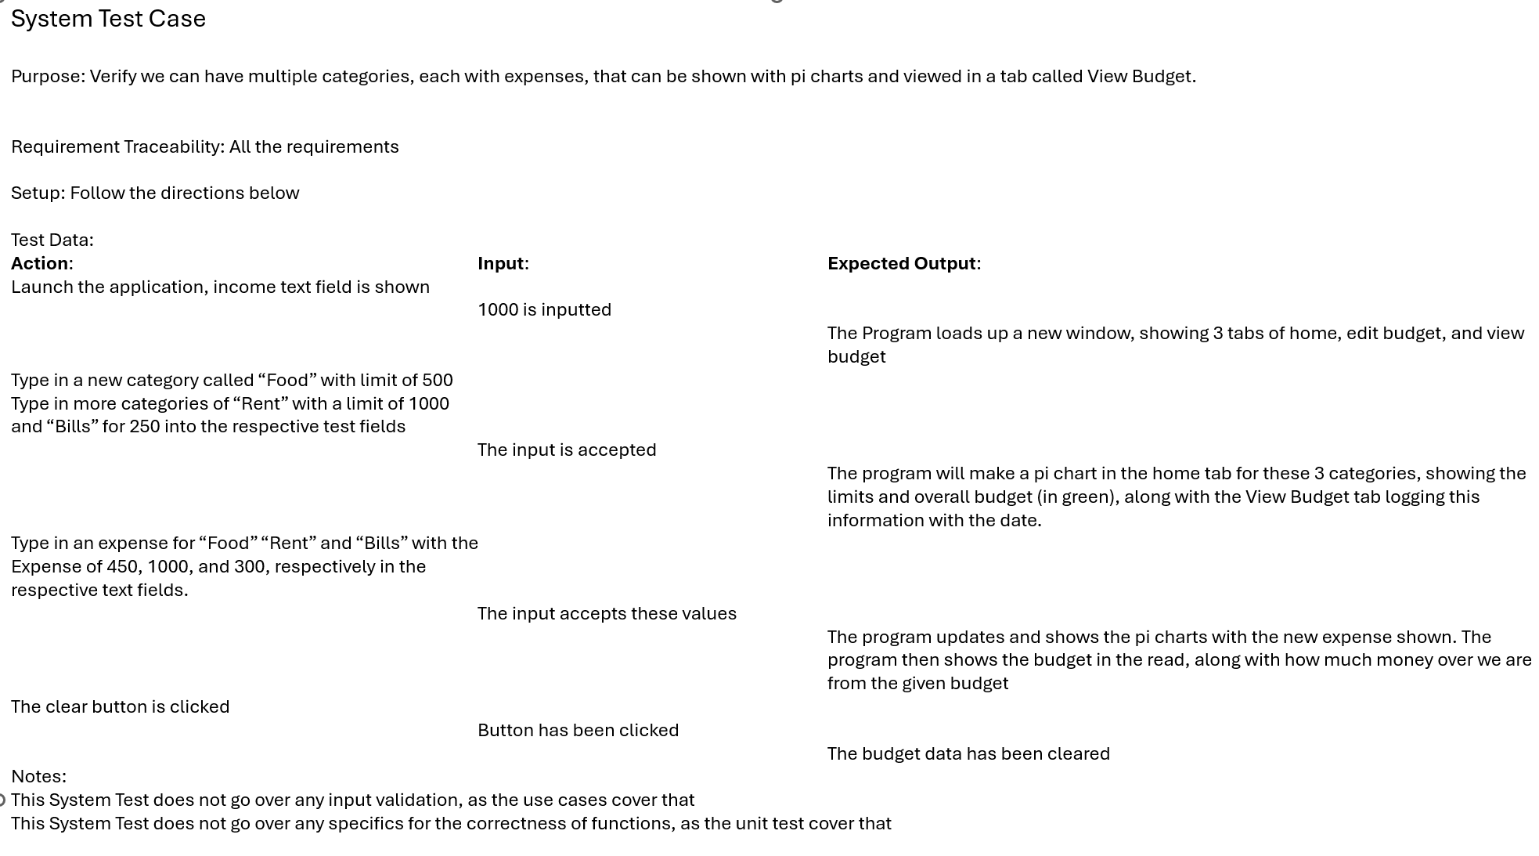 System Test Case
Purpose: Verify we can have multiple categories, each with expenses, that can be shown with pi charts and viewed in a tab called View Budget.
Requirement Traceability: All the requirements
Setup: Follow the directions below
Test Data:
Action: Input: Expected Output:
Launch the application, income text field is shown
1000 is inputted
The Program loads up a new window, showing 3 tabs of home, edit budget, and view
budget
Type in a new category called “Food” with limit of 500
Type in more categories of “Rent” with a limit of 1000
and “Bills” for 250 into the respective test fields
The input is accepted
The program will make a pi chart in the home tab for these 3 categories, showing the
limits and overall budget (in green), along with the View Budget tab logging this
information with the date.
Type in an expense for “Food” “Rent” and “Bills” with the
Expense of 450, 1000, and 300, respectively in the
respective text fields.
The input accepts these values
The program updates and shows the pi charts with the new expense shown. The
program then shows the budget in the read, along with how much money over we are
from the given budget
The clear button is clicked
Button has been clicked
The budget data has been cleared
Notes:
This System Test does not go over any input validation, as the use cases cover that
This System Test does not go over any specifics for the correctness of functions, as the unit test cover that